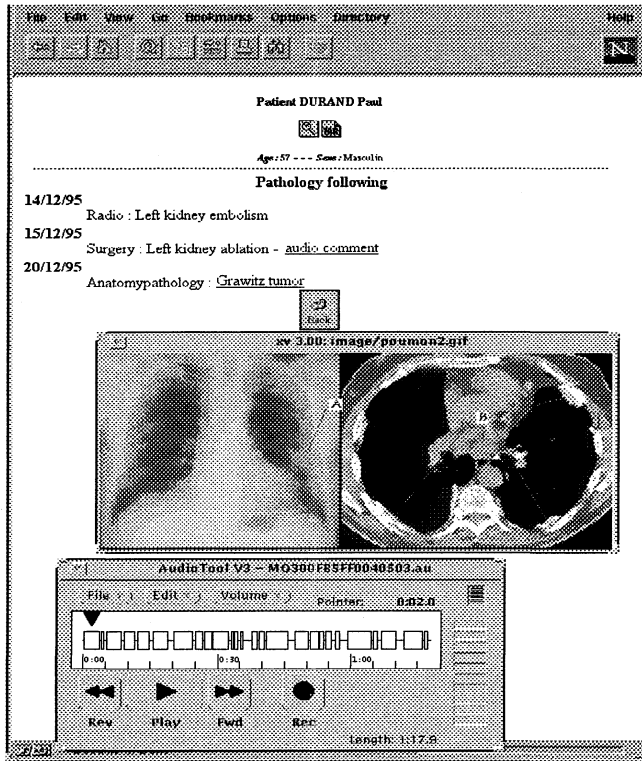 File Edit View Go Bookmarks Options Directory Help
N
Patient DURAND Paul
Age : 57 - - - Sexe : Masculin
Pathology following
14/12/95
Radio : Left kidney embolism
15/12/95
Surgery : Left kidney ablation - audio comment
20/12/95
Anatomypathology : Grawitz tumor
Back
xv 3.00: image/poumon2.gif
A
B
AudioTool V3 - MO300F85FF0040503.au
File Edit Volume
Pointer: 0:02.0
0:00 0:30 1:00
Rev Play Fwd Rec
Length: 1:17.9